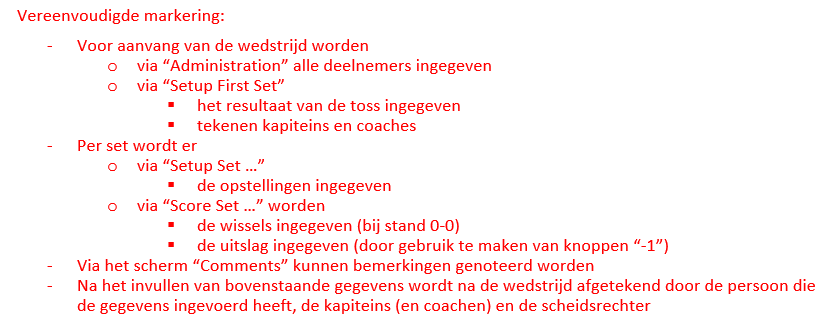 Vereenvoudigde markering:
- Voor aanvang van de wedstrijd worden
o via “Administration” alle deelnemers ingegeven
o via “Setup First Set”
▪ het resultaat van de toss ingegeven
▪ tekenen kapiteins en coaches
- Per set wordt er
o via “Setup Set …”
▪ de opstellingen ingegeven
o via “Score Set …” worden
▪ de wissels ingegeven (bij stand 0-0)
▪ de uitslag ingegeven (door gebruik te maken van knoppen “-1”)
- Via het scherm “Comments” kunnen bemerkingen genoteerd worden
- Na het invullen van bovenstaande gegevens wordt na de wedstrijd afgetekend door de persoon die
de gegevens ingevoerd heeft, de kapiteins (en coachen) en de scheidsrechter